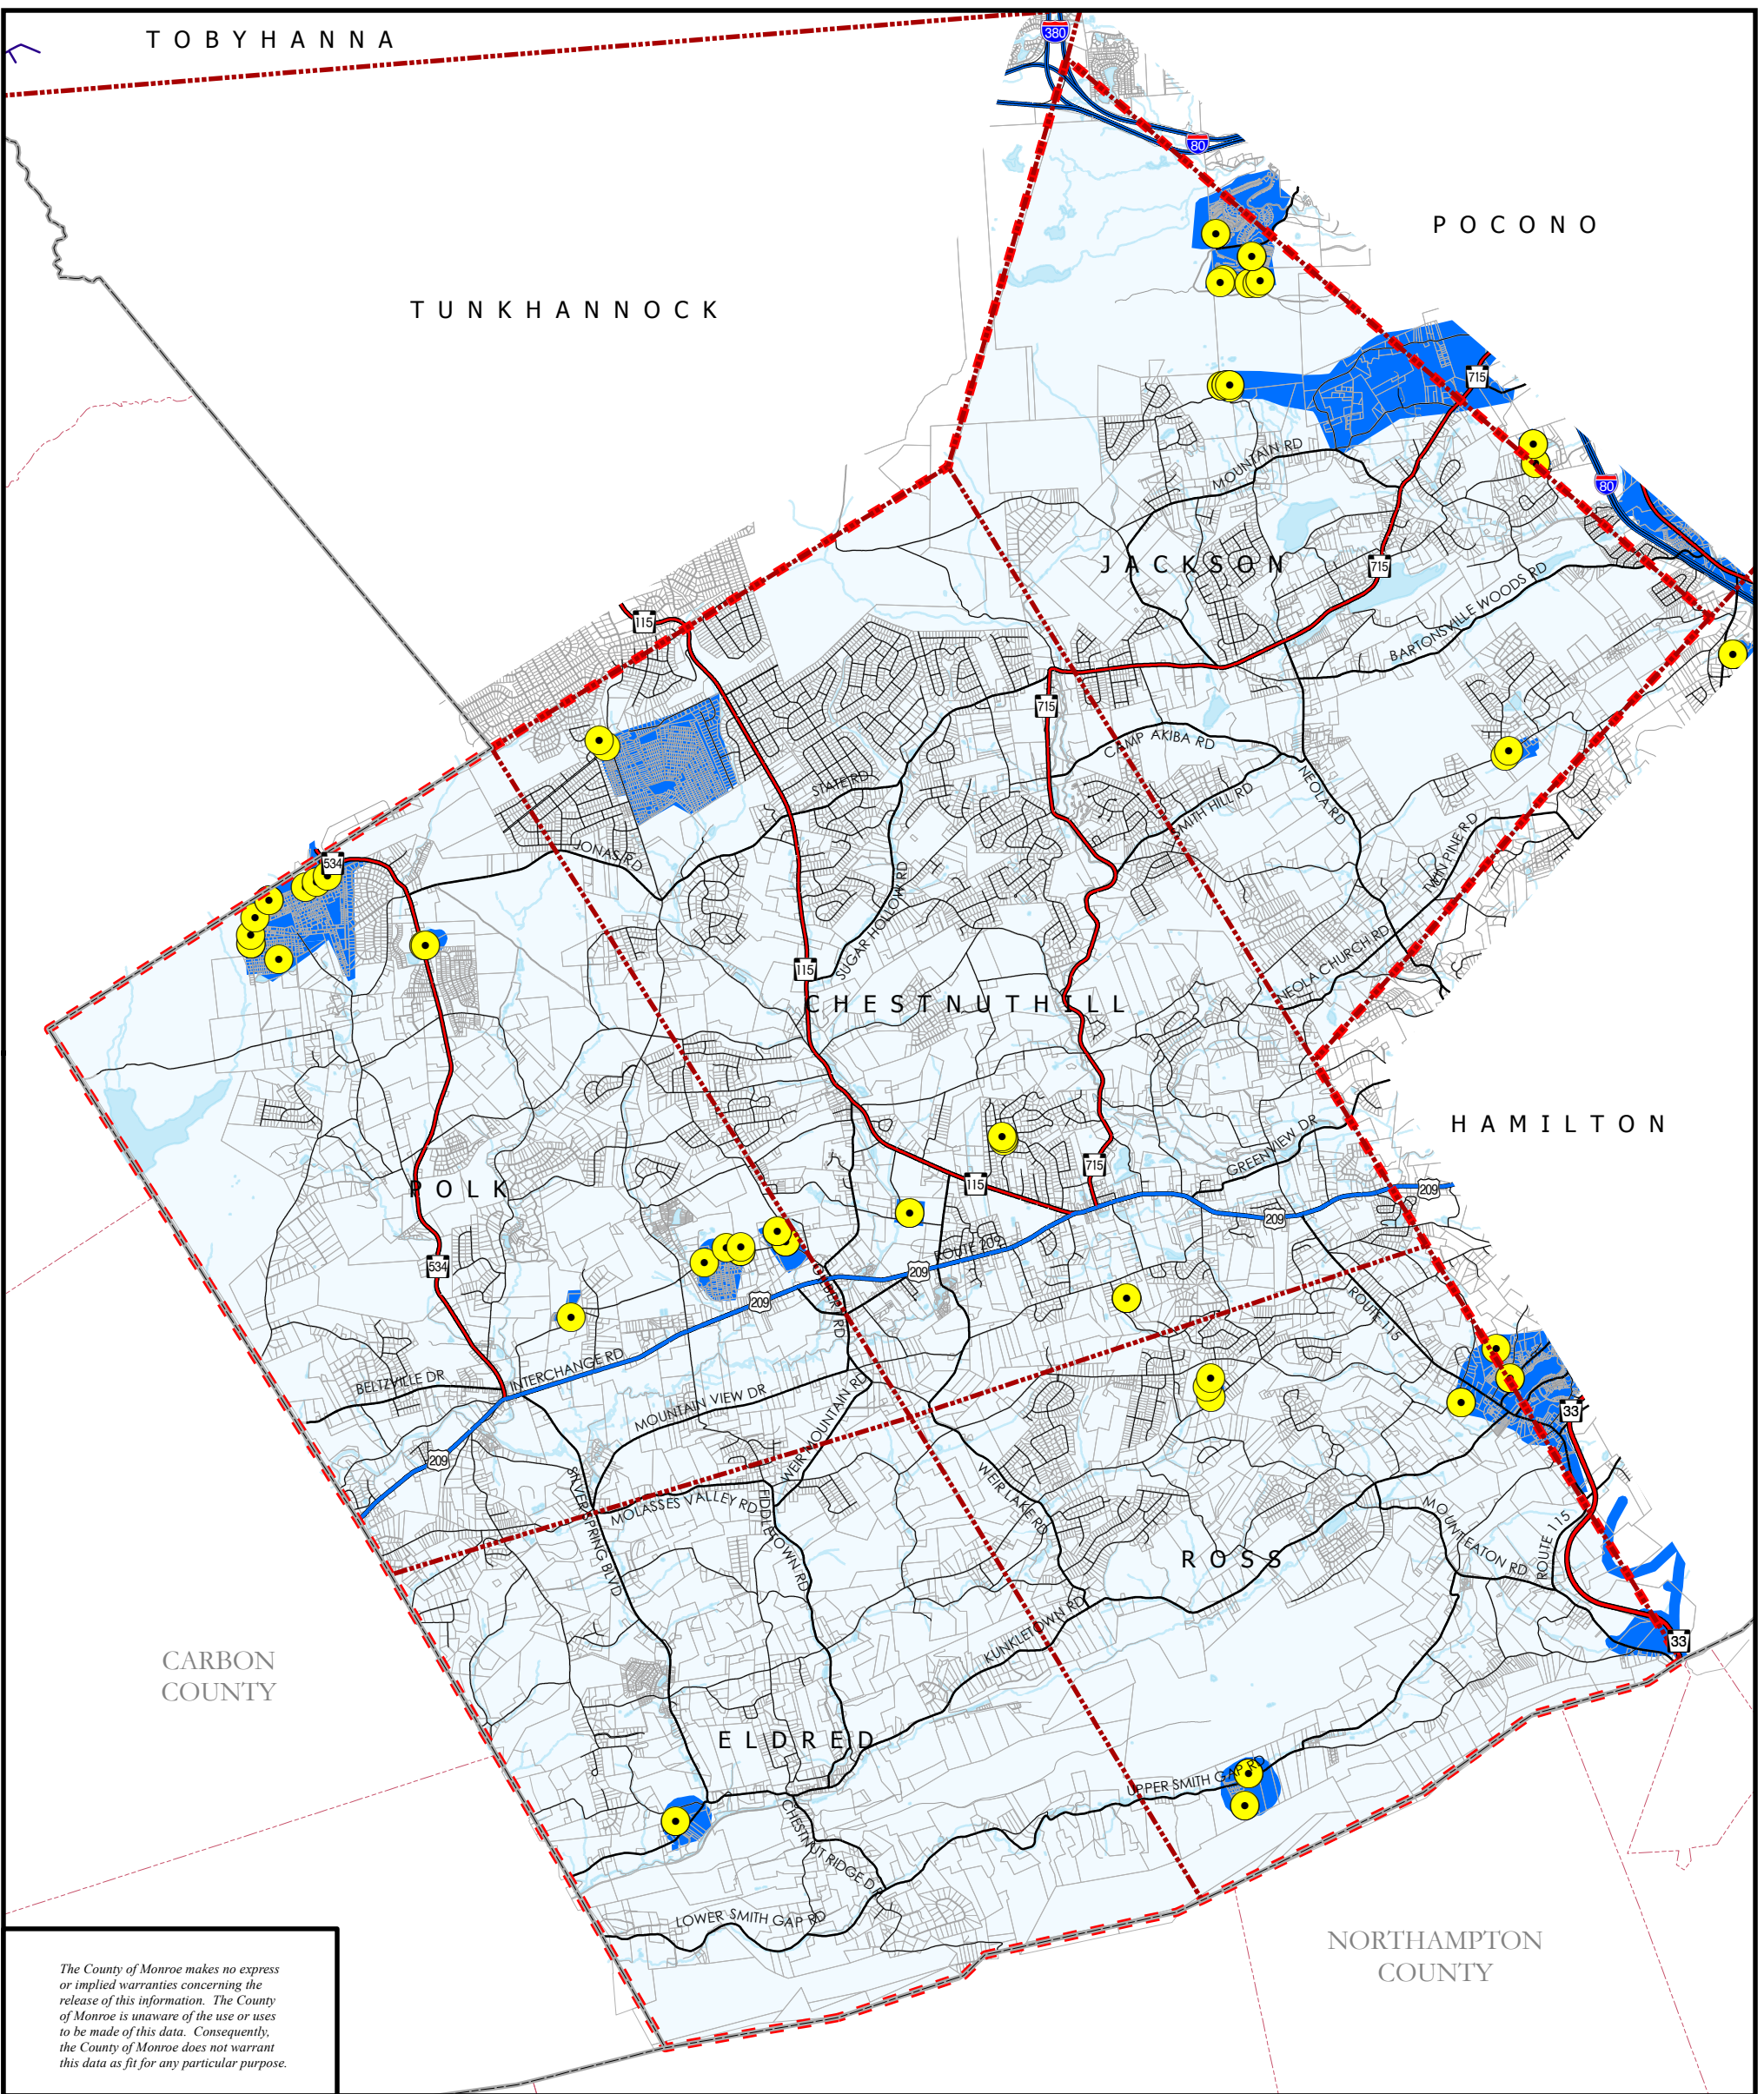 TOBYHANNA
380
80
POCONO
TUNKHANNOCK
715
MOUNTAIN RD
80
JACKSON
715
BARTONSVILLE WOODS RD
115
715
CAMP AKIBA RD
STATE RD
NEOLA RD
SMITH HILL RD
JONAS RD
534
TWIN PINE RD
SUGAR HOLLOW RD
NEOLA CHURCH RD
115
CHESTNUTHILL
HAMILTON
GREENVIEW DR
715
115
POLK
209
209
ROUTE 209
534
209
209
ROUTE 115
INTERCHANGE RD
BELTZVILLE DR
MOUNTAIN VIEW DR
WEIR MOUNTAIN RD
33
209
SILVER SPRING BLVD
MOLASSES VALLEY RD
FIDDLETOWN RD
WEIR LAKE RD
MOUNT EATON RD
ROUTE 115
ROSS
KUNKLETOWN RD
33
CARBON
COUNTY
ELDRED
UPPER SMITH GAP RD
CHESTNUT RIDGE DR
LOWER SMITH GAP RD
NORTHAMPTON
COUNTY
The County of Monroe makes no express
or implied warranties concerning the
release of this information. The County
of Monroe is unaware of the use or uses
to be made of this data. Consequently,
the County of Monroe does not warrant
this data as fit for any particular purpose.